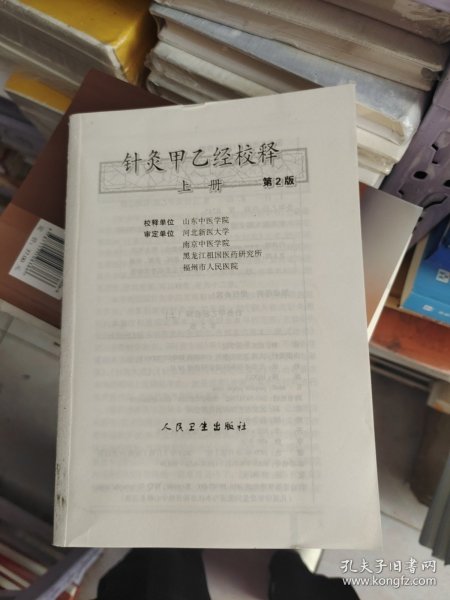 针灸甲乙经校释
上册 第2版
校释单位 山东中医学院
审定单位 河北新医大学
南京中医学院
黑龙江祖国医药研究所
福州市人民医院
人民卫生出版社
孔夫子旧书网
www.kongfz.com